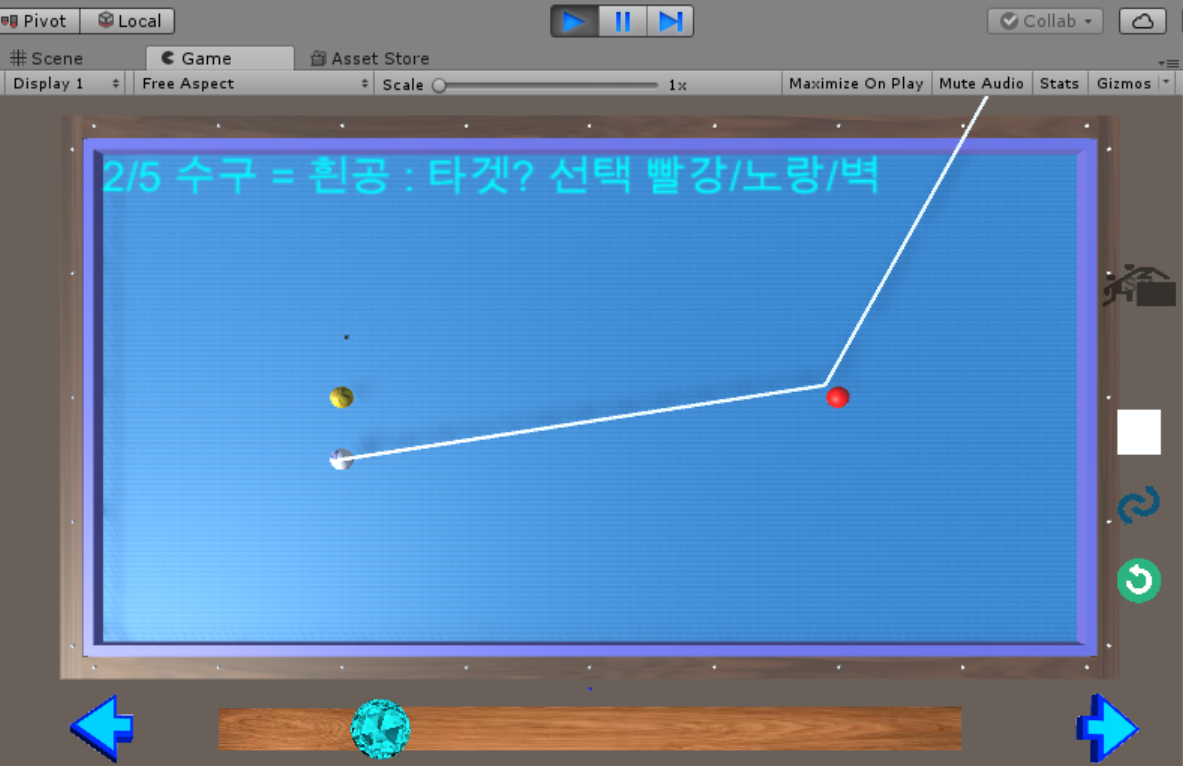 Pivot Local Collab
Scene Game Asset Store
Display 1 Free Aspect Scale 1x Maximize On Play Mute Audio Stats Gizmos
2/5 수구 = 흰공 : 타겟? 선택 빨강/노랑/벽